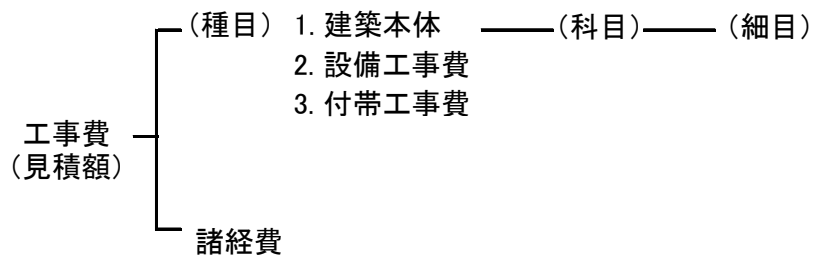 (種目) 1. 建築本体 (科目) (細目)
2. 設備工事費
3. 付帯工事費
工事費
(見積額)
諸経費